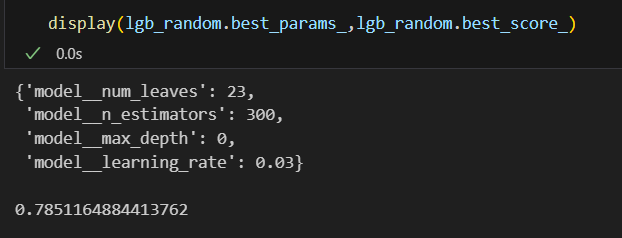 display(lgb_random.best_params_,lgb_random.best_score_)
0.0s
{'model__num_leaves': 23,
 'model__n_estimators': 300,
 'model__max_depth': 0,
 'model__learning_rate': 0.03}
0.7851164884413762